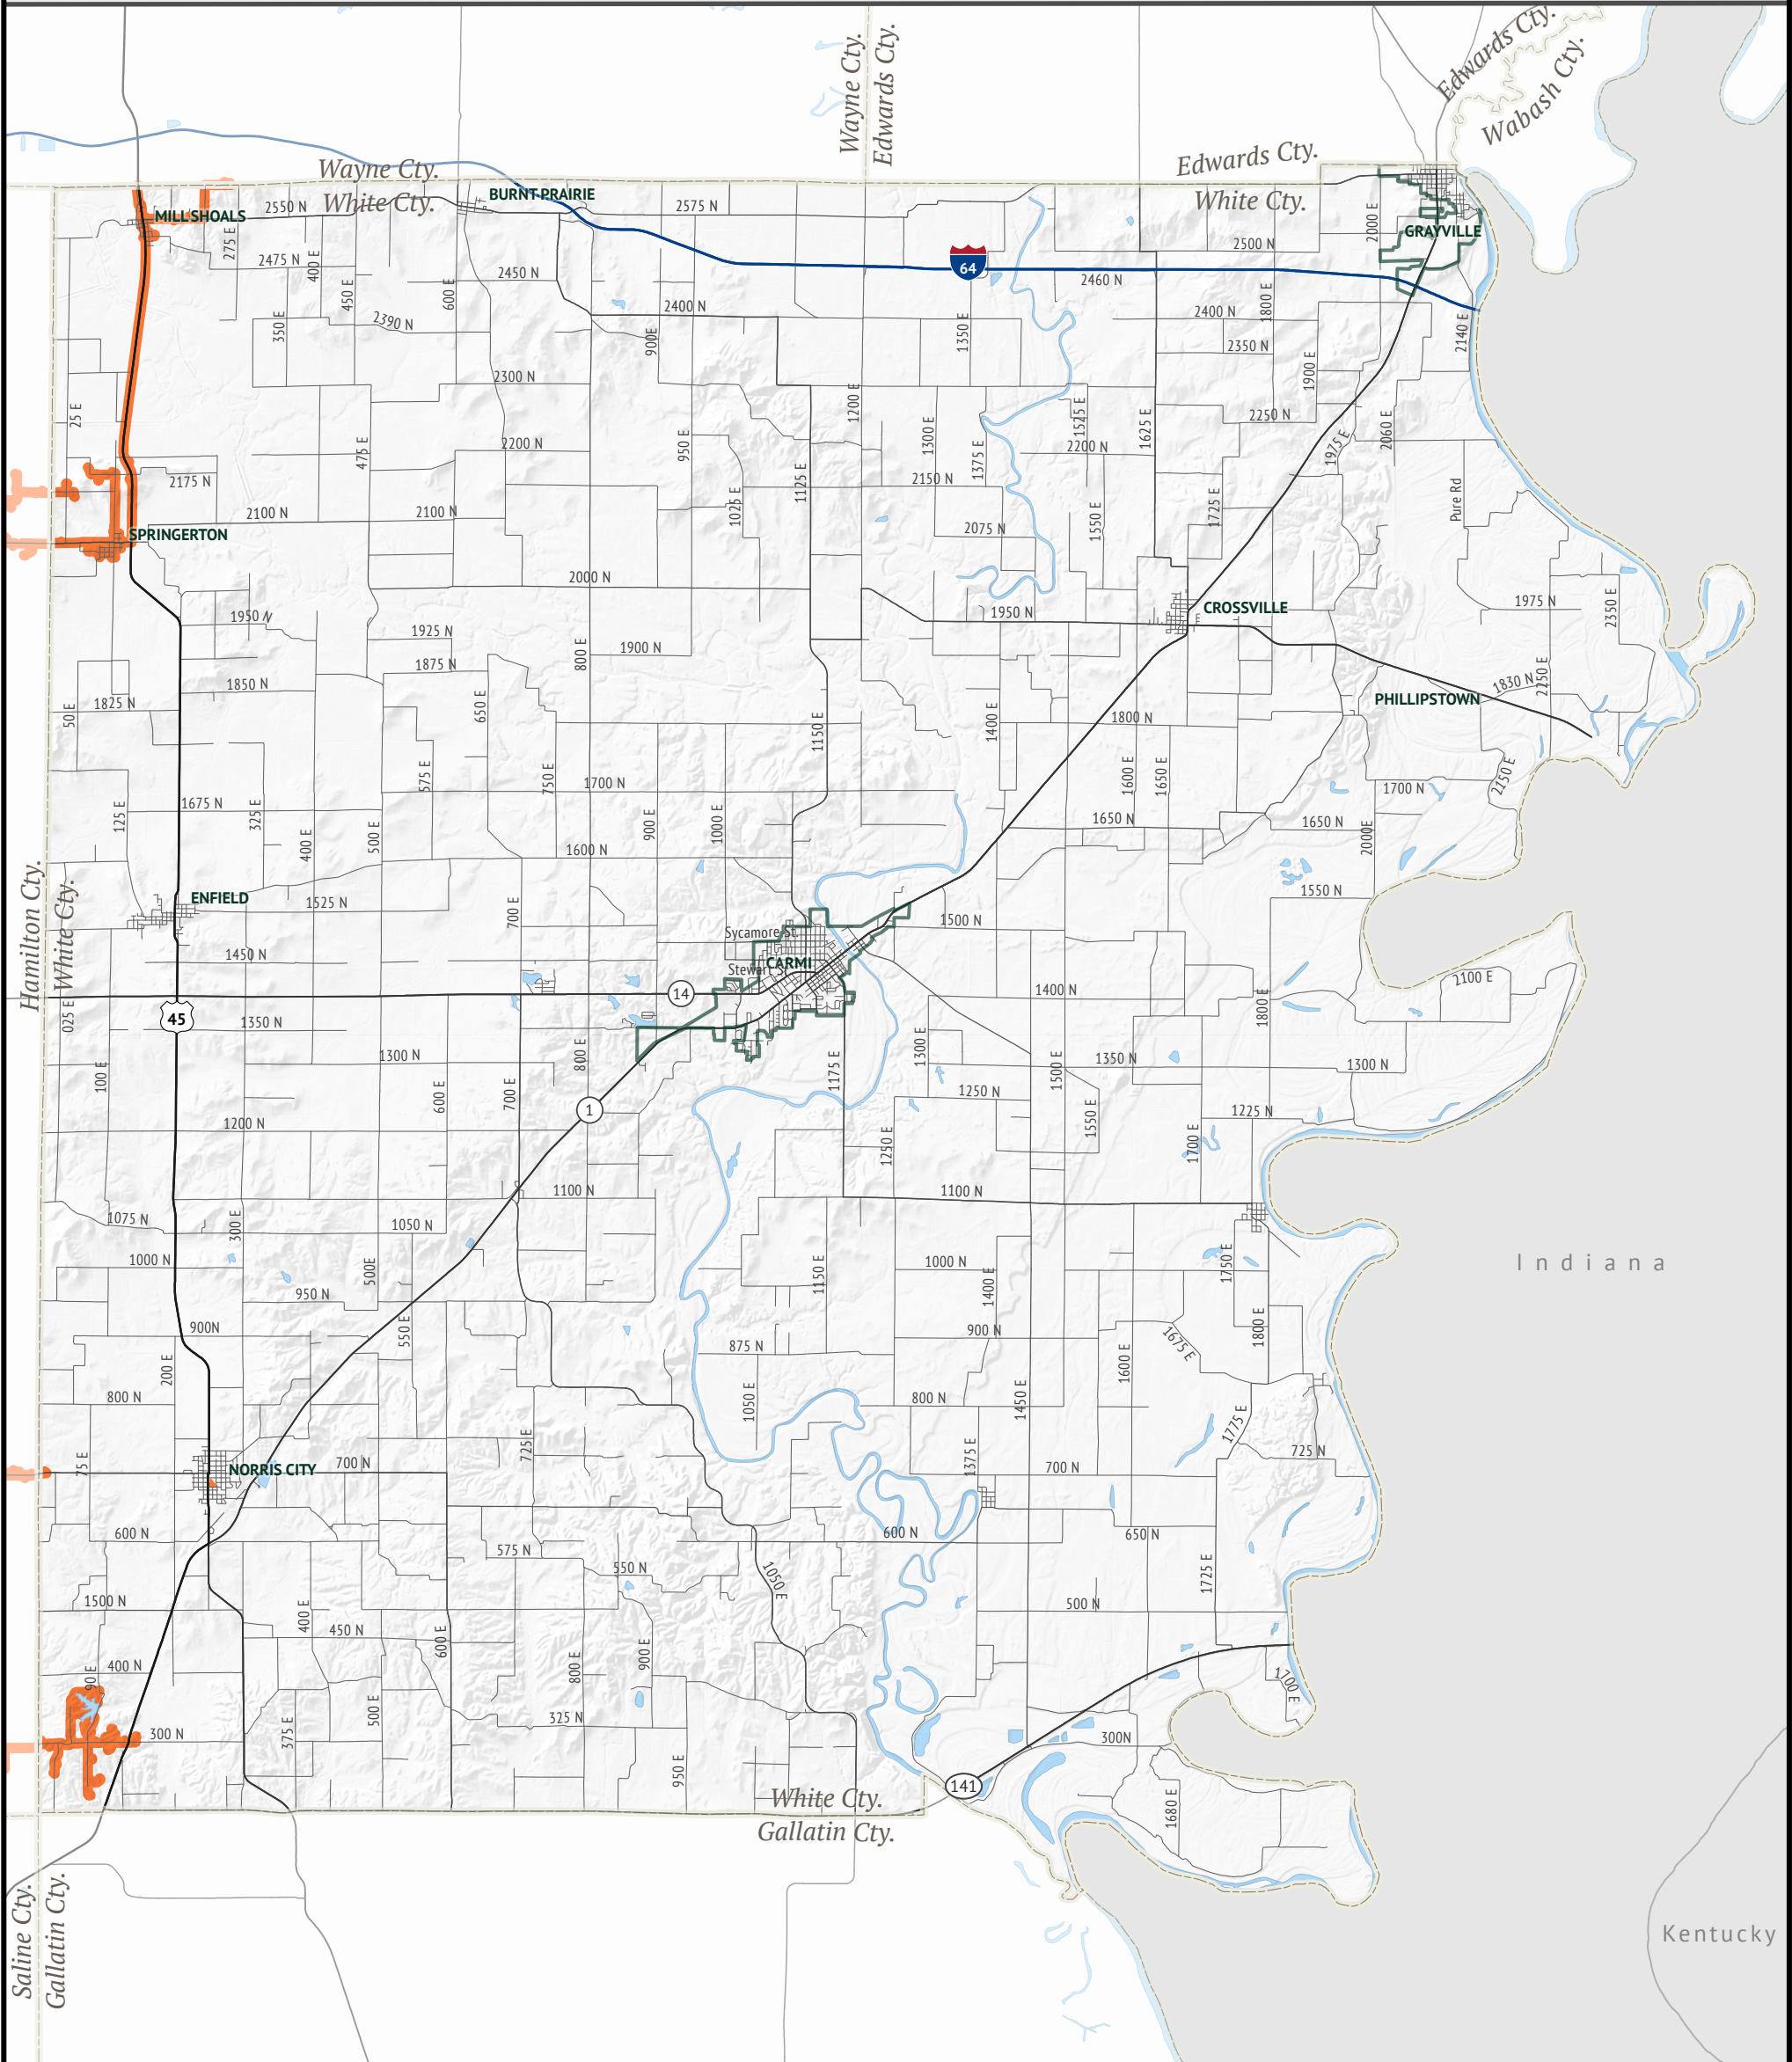 Edwards Cty.
Wabash Cty.
Wayne Cty.
Edwards Cty.
Wayne Cty.
White Cty.
Edwards Cty.
White Cty.
BURNT PRAIRIE
MILL SHOALS
2550 N
2575 N
GRAYVILLE
2000 E
2500 N
275 E
2475 N
400 E
450 E
2450 N
600 E
64
2460 N
1800 E
2400 N
2400 N
350 E
2390 N
900E
1350 E
2350 N
2140 E
1900 E
2300 N
25 E
1200 E
1300 E
1525 E
1625 E
2250 N
2060 E
475 E
2200 N
950 E
1375 E
2200 N
1975 E
2175 N
1125 E
2150 N
1025 E
1725 E
Pure Rd
2100 N
2100 N
1550 E
2075 N
SPRINGERTON
2000 N
CROSSVILLE
1975 N
2350 E
1950 N
1950 N
1925 N
800 E
1900 N
1875 N
1850 N
1825 N
50 E
650 E
PHILLIPSTOWN
1830 N
2250 E
1150 E
1400 E
1800 N
575 E
750 E
1700 N
1600 E
1650 E
1700 N
2150 E
1675 N
125 E
325 E
400 E
500 E
900 E
1000 E
1650 N
1650 N
2000E
1600 N
Hamilton Cty.
White Cty.
ENFIELD
1525 N
700 E
1550 N
Sycamore St.
1500 N
CARMI
Stewart St.
1450 N
2100 E
14
1400 N
1800 E
025 E
45
1350 N
1300 N
800 E
1300 E
1350 N
1300 N
100 E
600 E
700 E
1175 E
1500 E
1250 N
1
1550 E
1225 N
1200 N
1250 E
1700 E
1100 N
1100 N
1075 N
300 E
1050 N
1000 N
500E
1150 E
1000 N
1400 E
1750 E
Indiana
950 N
900N
550 E
875 N
900 N
1675 E
1800 E
200 E
1600 E
800 N
1050 E
800 N
1450 E
1775 E
75 E
NORRIS CITY
700 N
725 E
1375 E
700 N
725 N
600 N
600 N
650 N
575 N
550 N
1050 E
1725 E
1500 N
400 E
450 N
600 E
500 N
400 N
90 E
800 E
900 E
1700 E
500 E
325 N
300 N
375 E
300N
950 E
141
1680 E
White Cty.
Gallatin Cty.
Saline Cty.
Gallatin Cty.
Kentucky